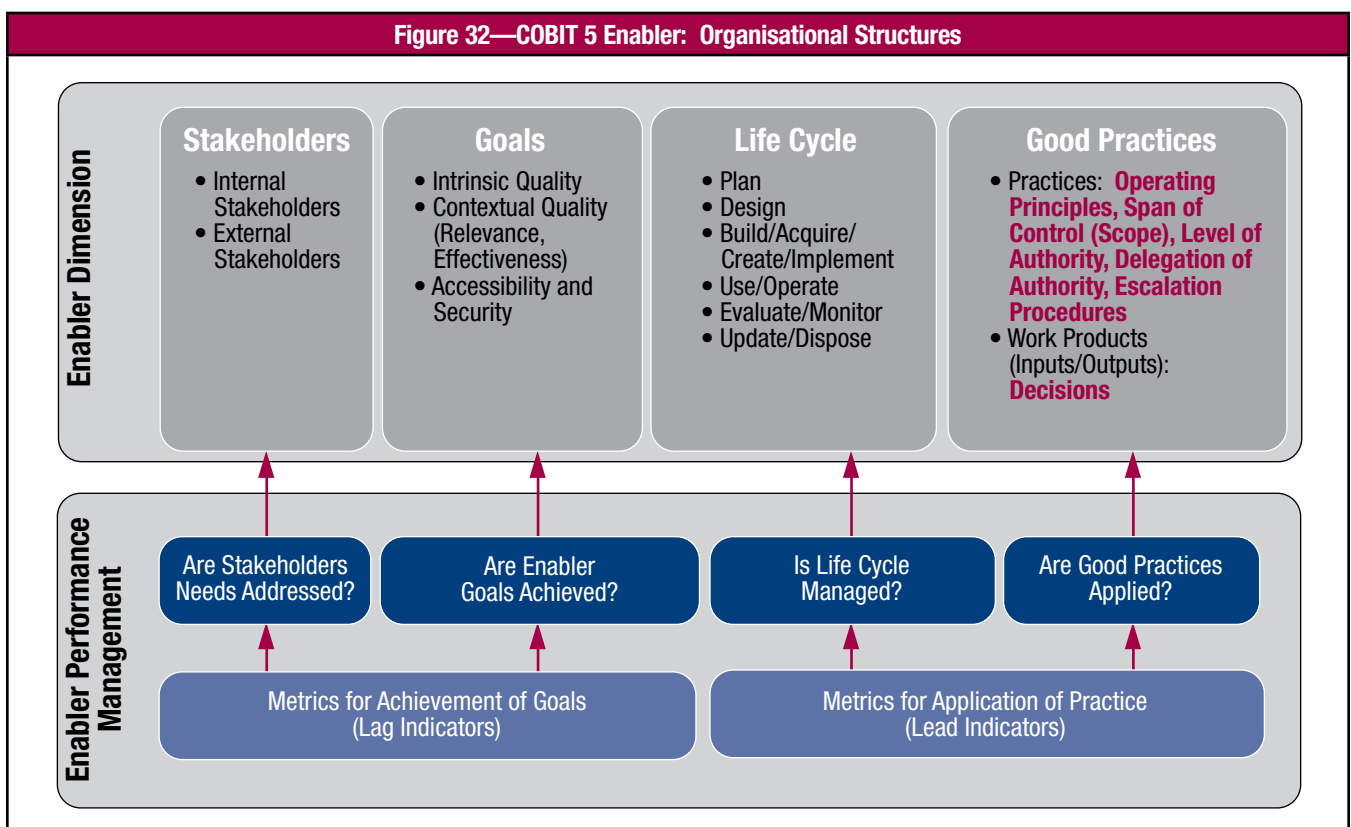 Figure 32—COBIT 5 Enabler: Organisational Structures
Enabler Dimension
Stakeholders
• Internal
Stakeholders
• External
Stakeholders
Goals
• Intrinsic Quality
• Contextual Quality
(Relevance,
Effectiveness)
• Accessibility and
Security
Life Cycle
• Plan
• Design
• Build/Acquire/
Create/Implement
• Use/Operate
• Evaluate/Monitor
• Update/Dispose
Good Practices
• Practices: Operating
Principles, Span of
Control (Scope), Level of
Authority, Delegation of
Authority, Escalation
Procedures
• Work Products
(Inputs/Outputs):
Decisions
Enabler Performance
Management
Are Stakeholders
Needs Addressed?
Are Enabler
Goals Achieved?
Is Life Cycle
Managed?
Are Good Practices
Applied?
Metrics for Achievement of Goals
(Lag Indicators)
Metrics for Application of Practice
(Lead Indicators)